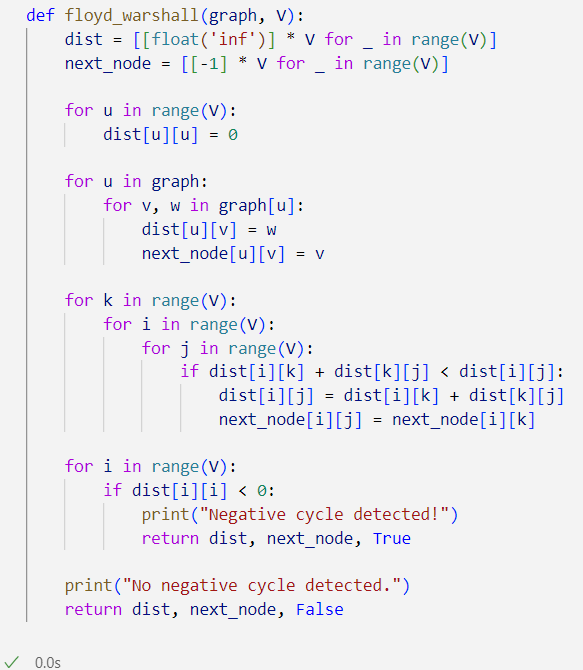 def floyd_warshall(graph, V):
    dist = [[float('inf')] * V for _ in range(V)]
    next_node = [[-1] * V for _ in range(V)]

    for u in range(V):
        dist[u][u] = 0

    for u in graph:
        for v, w in graph[u]:
            dist[u][v] = w
            next_node[u][v] = v

    for k in range(V):
        for i in range(V):
            for j in range(V):
                if dist[i][k] + dist[k][j] < dist[i][j]:
                    dist[i][j] = dist[i][k] + dist[k][j]
                    next_node[i][j] = next_node[i][k]

    for i in range(V):
        if dist[i][i] < 0:
            print("Negative cycle detected!")
            return dist, next_node, True

    print("No negative cycle detected.")
    return dist, next_node, False

✓ 0.0s